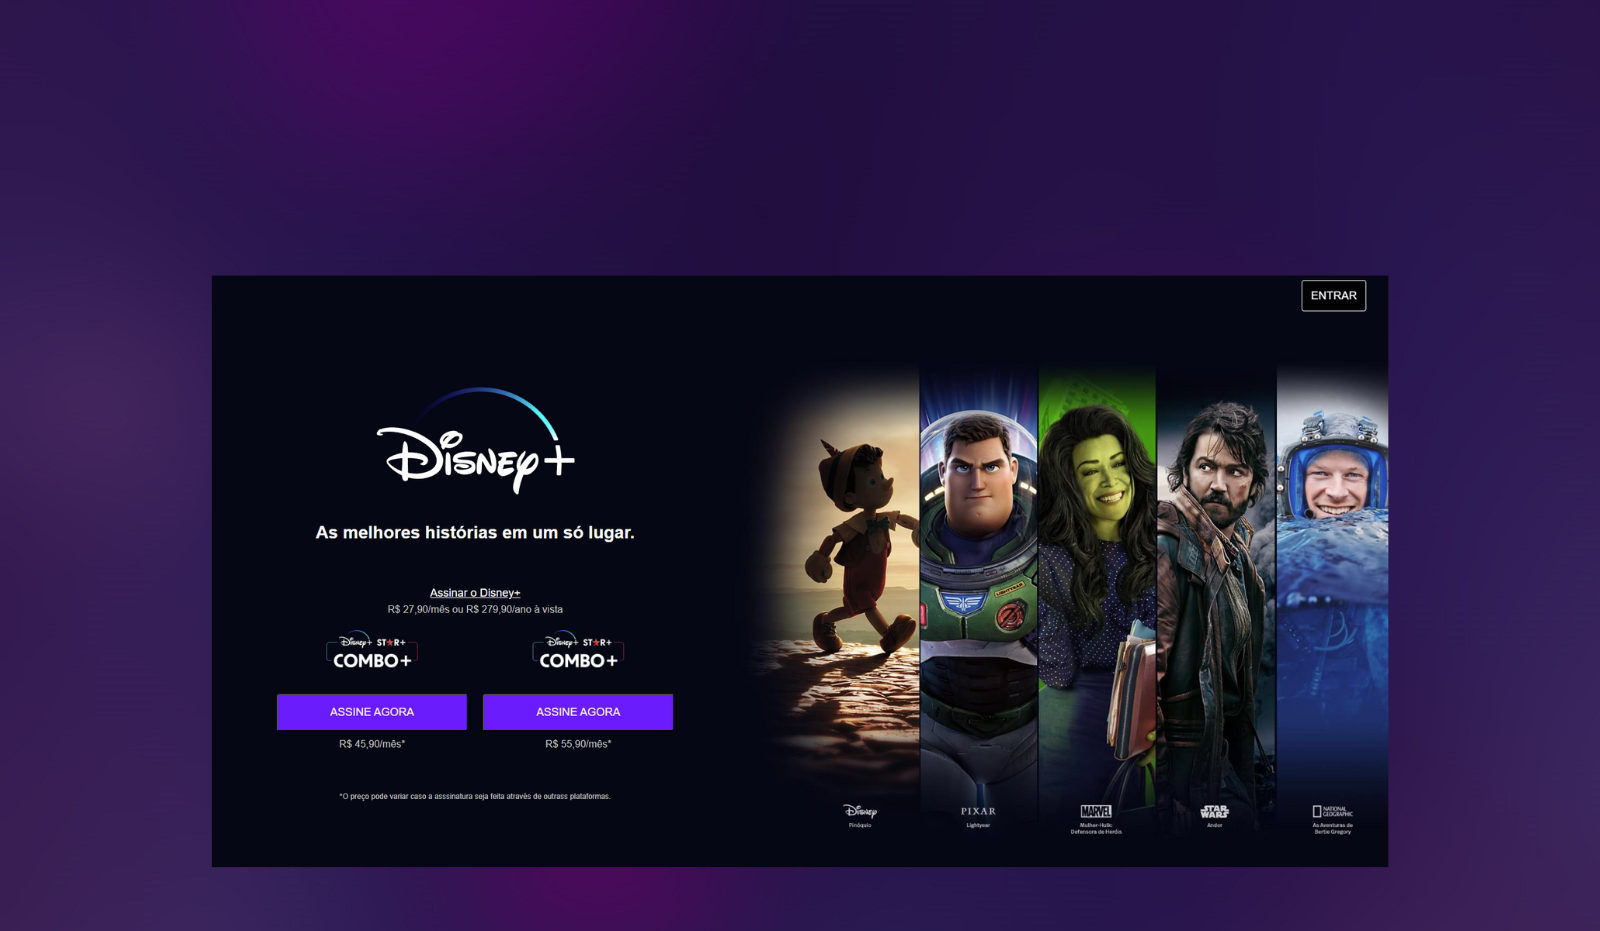 ENTRAR
Disney+
As melhores histórias em um só lugar.
Assinar o Disney+
R$ 27,90/mês ou R$ 279,90/ano à vista
Disney+ STAR+
COMBO+
Disney+ STAR+
COMBO+
ASSINE AGORA
ASSINE AGORA
R$ 45,90/mês*
R$ 55,90/mês*
*O preço pode variar caso a asssinatura seja feita através de outrass plataformas.
LIGHTYEAR
Disney
Pinóquio
PIXAR
Lightyear
MARVEL
Mulher-Hulk:
Defensora de Heróis
STAR
WARS
Andor
NATIONAL
GEOGRAPHIC
As Aventuras de
Bertie Gregory